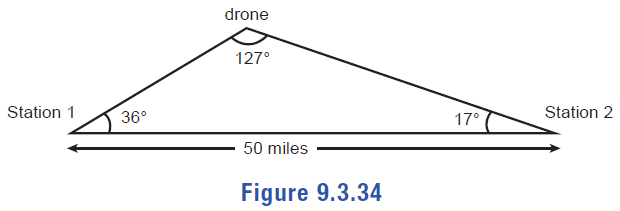 drone
127°
Station 1
36°
17°
Station 2
50 miles
Figure 9.3.34